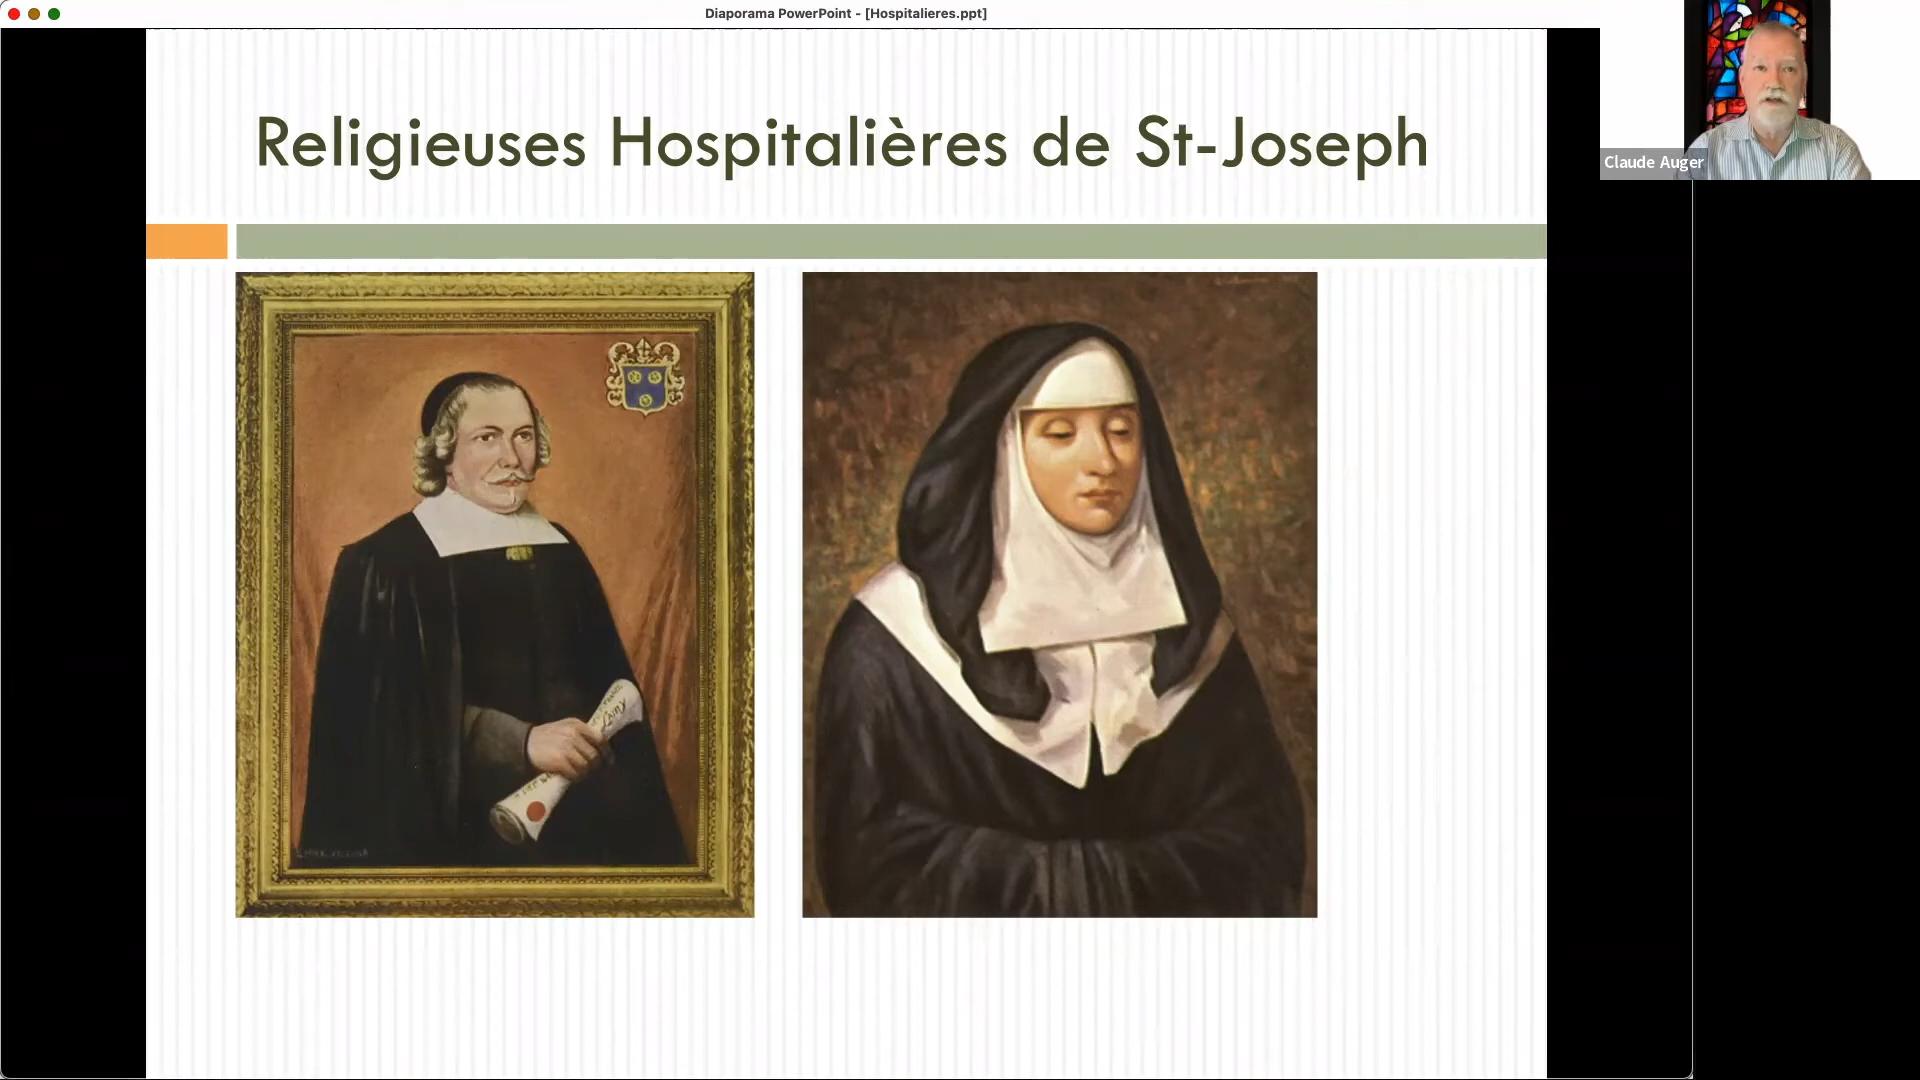 Diaporama PowerPoint - [Hospitalieres.ppt]
Claude Auger
Religieuses Hospitalières de St-Joseph